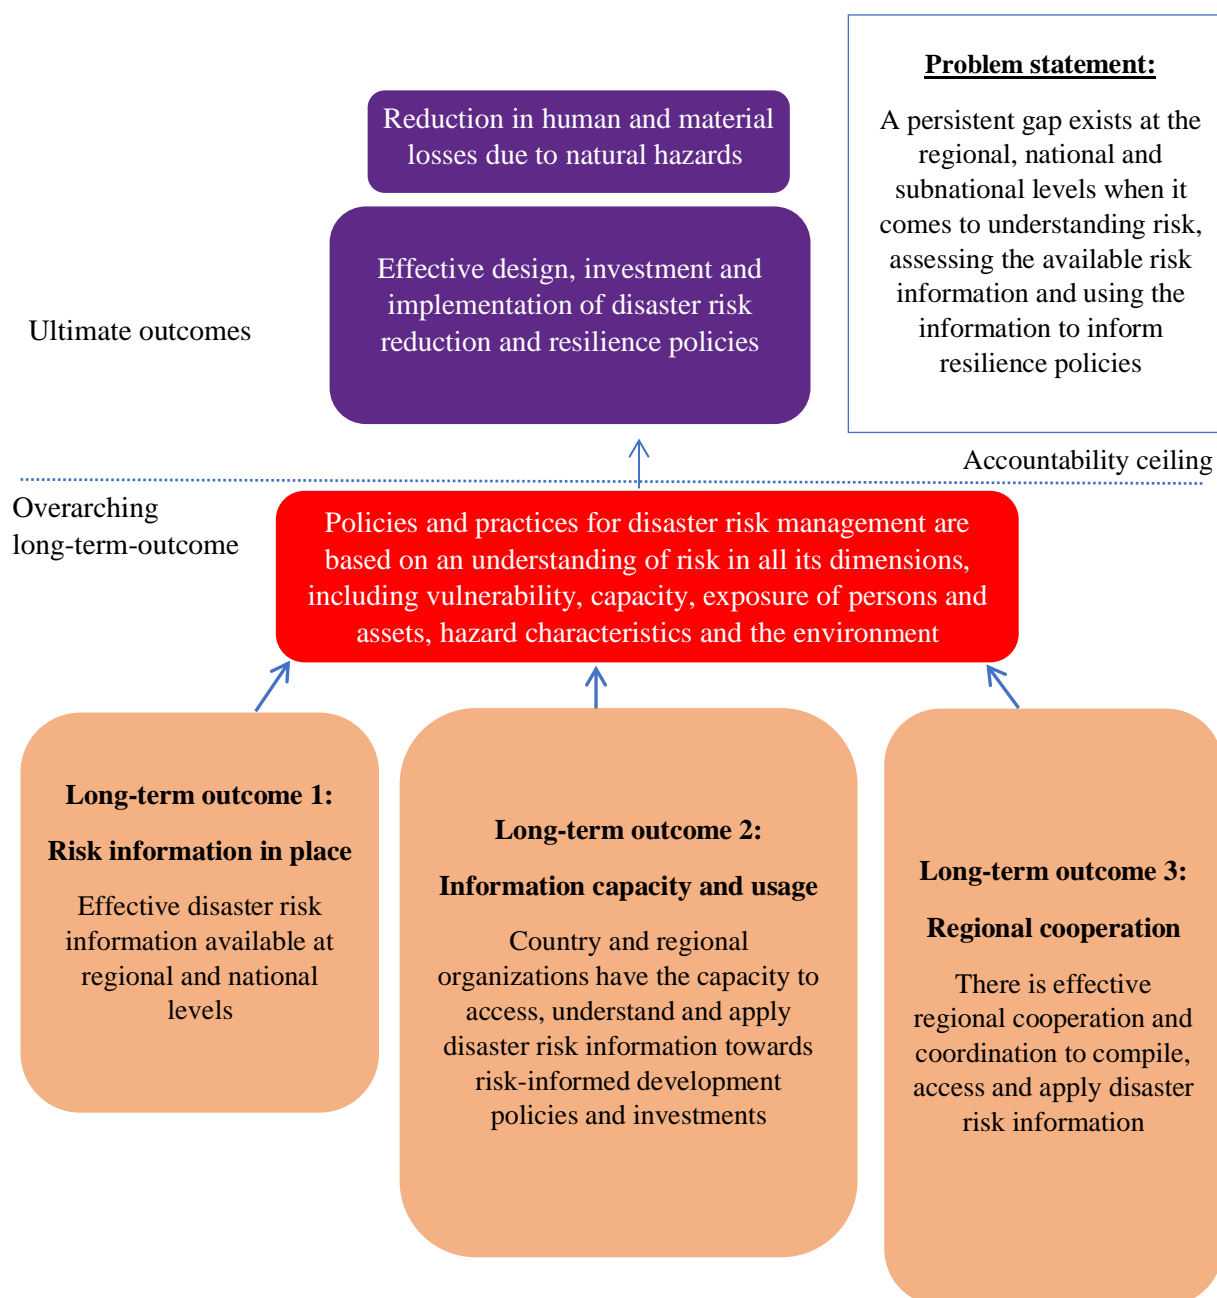 Problem statement:
A persistent gap exists at the
regional, national and
subnational levels when it
comes to understanding risk,
assessing the available risk
information and using the
information to inform
resilience policies
Reduction in human and material
losses due to natural hazards
Effective design, investment and
implementation of disaster risk
reduction and resilience policies
Ultimate outcomes
Accountability ceiling
Overarching
long-term-outcome
Policies and practices for disaster risk management are
based on an understanding of risk in all its dimensions,
including vulnerability, capacity, exposure of persons and
assets, hazard characteristics and the environment
Long-term outcome 1:
Risk information in place
Effective disaster risk
information available at
regional and national
levels
Long-term outcome 2:
Information capacity and usage
Country and regional
organizations have the capacity to
access, understand and apply
disaster risk information towards
risk-informed development
policies and investments
Long-term outcome 3:
Regional cooperation
There is effective
regional cooperation and
coordination to compile,
access and apply disaster
risk information